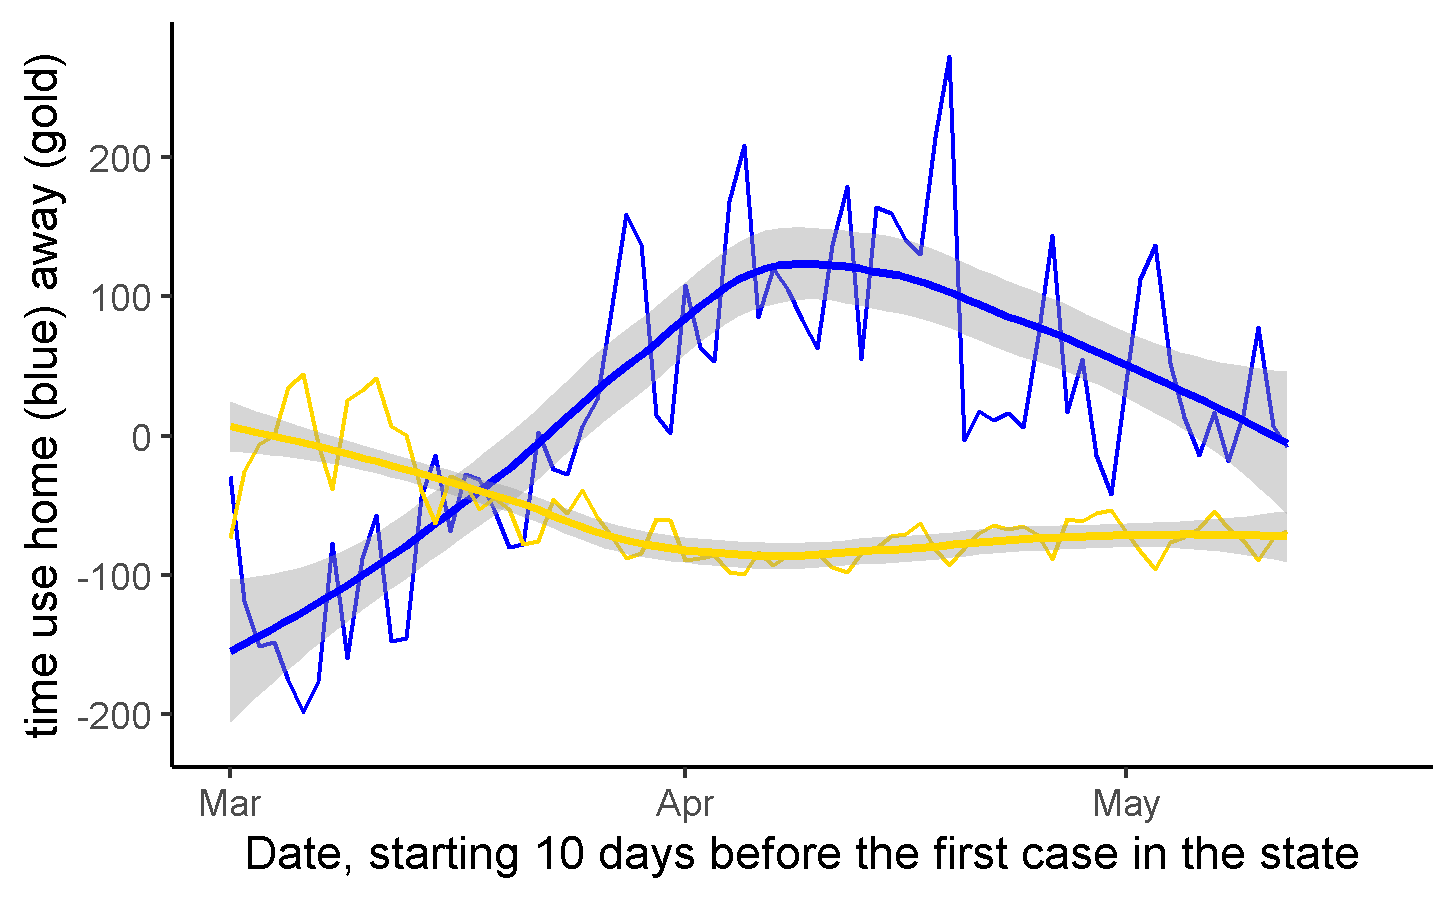 time use home (blue) away (gold)
200
100
0
-100
-200
Mar
Apr
May
Date, starting 10 days before the first case in the state